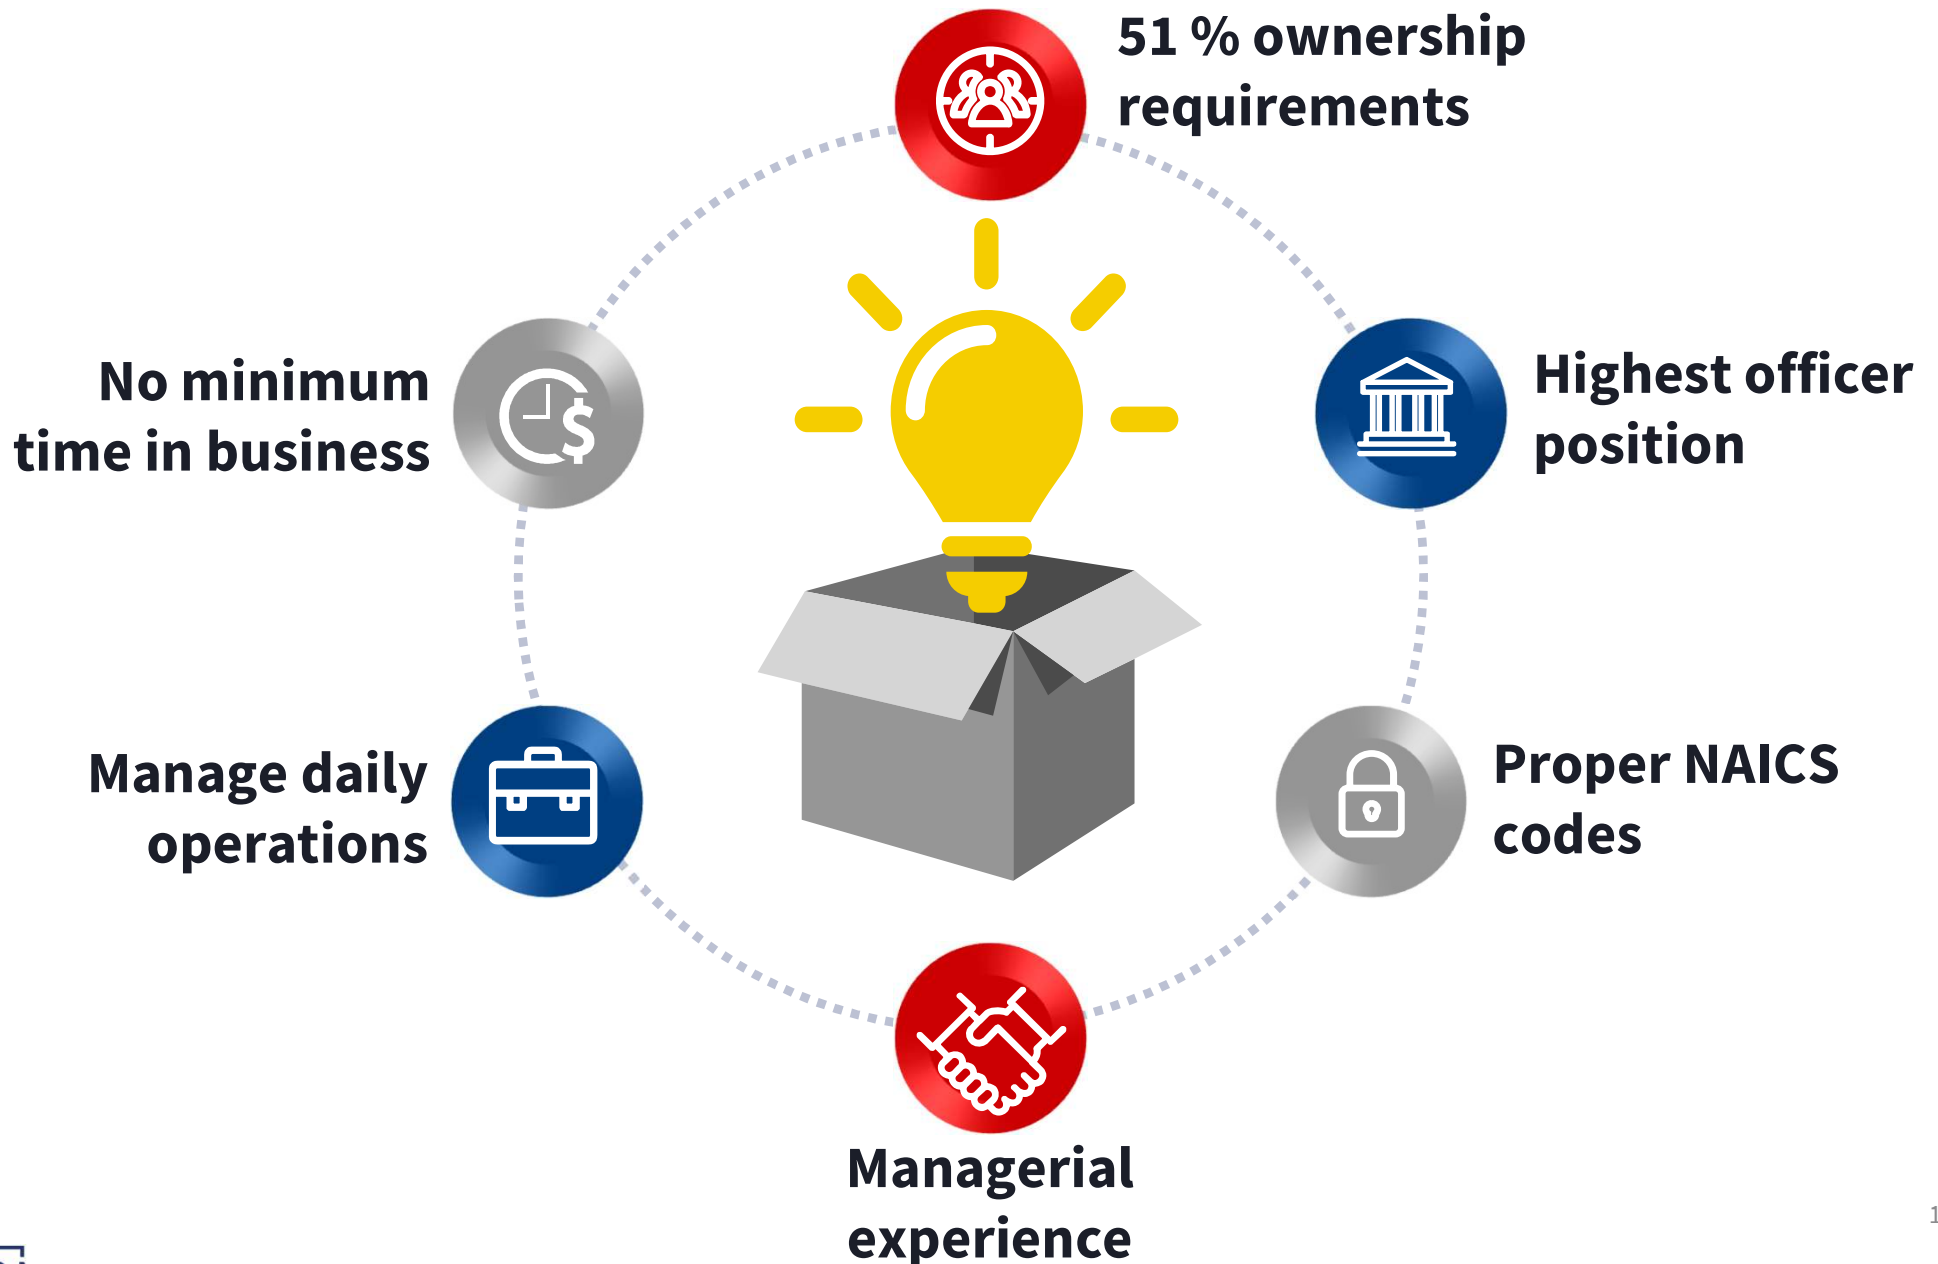 51 % ownership
requirements
Highest officer
position
Proper NAICS
codes
Managerial
experience
Manage daily
operations
No minimum
time in business
$
1